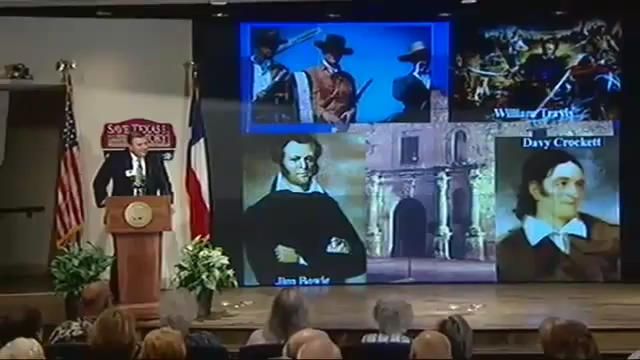 SAVE TEXAS
William Travis
Davy Crockett
Jim Bowie